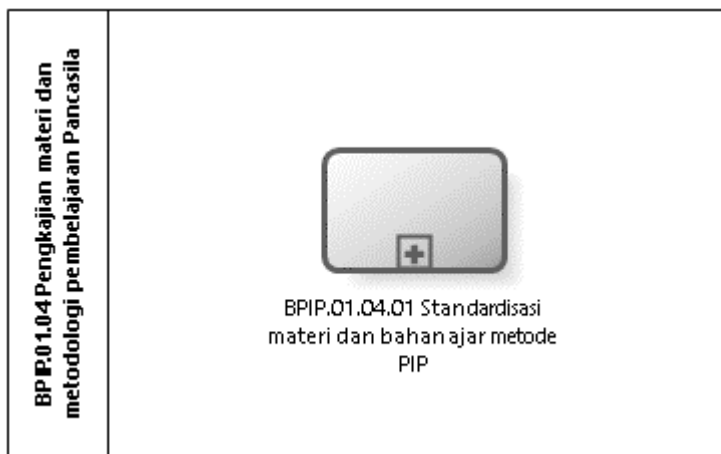 BPIP.01.04 Pengkajian materi dan
metodologi pembelajaran Pancasila
BPIP.01.04.01 Standardisasi
materi dan bahan ajar metode
PIP